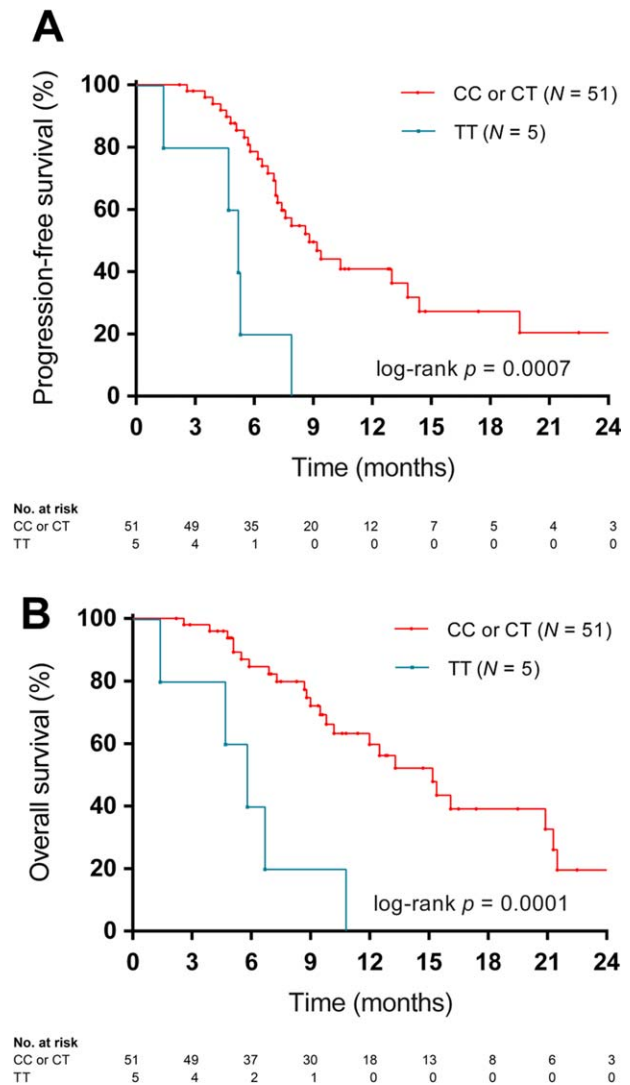 A
Progression-free survival (%)
100
80
60
40
20
0
CC or CT (N = 51)
TT (N = 5)
log-rank p = 0.0007
0 3 6 9 12 15 18 21 24
Time (months)
No. at risk
CC or CT 51 49 35 20 12 7 5 4 3
TT 5 4 1 0 0 0 0 0 0
B
Overall survival (%)
100
80
60
40
20
0
CC or CT (N = 51)
TT (N = 5)
log-rank p = 0.0001
0 3 6 9 12 15 18 21 24
Time (months)
No. at risk
CC or CT 51 49 37 30 18 13 8 6 3
TT 5 4 2 1 0 0 0 0 0